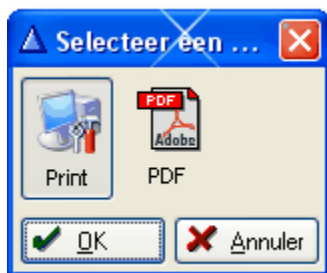 Selecteer een ...
PDF
Adobe
Print
PDF
OK
Annuler